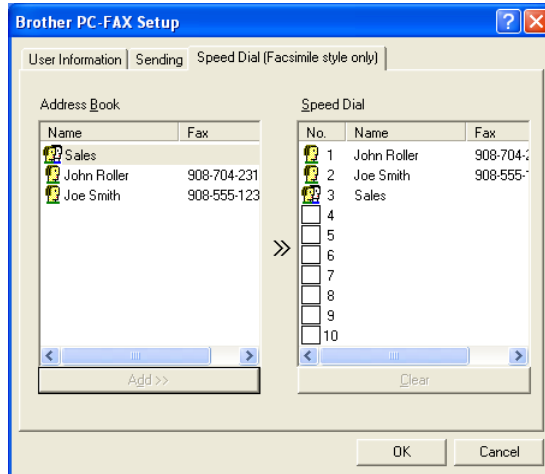 Brother PC-FAX Setup
User Information Sending Speed Dial (Facsimile style only)
Address Book
Name Fax
Sales
John Roller 908-704-231
Joe Smith 908-555-123
Add >>
Speed Dial
No. Name Fax
1 John Roller 908-704-2
2 Joe Smith 908-555-
3 Sales
4
5
6
7
8
9
10
Clear
OK Cancel